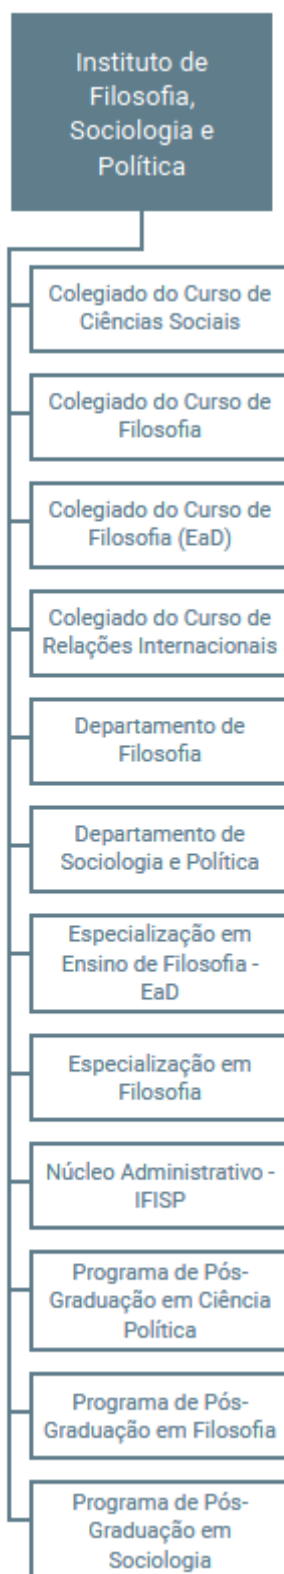 Instituto de
Filosofia,
Sociologia e
Política
Colegiado do Curso de
Ciências Sociais
Colegiado do Curso de
Filosofia
Colegiado do Curso de
Filosofia (EaD)
Colegiado do Curso de
Relações Internacionais
Departamento de
Filosofia
Departamento de
Sociologia e Política
Especialização em
Ensino de Filosofia -
EaD
Especialização em
Filosofia
Núcleo Administrativo -
IFISP
Programa de Pós-
Graduação em Ciência
Política
Programa de Pós-
Graduação em Filosofia
Programa de Pós-
Graduação em
Sociologia